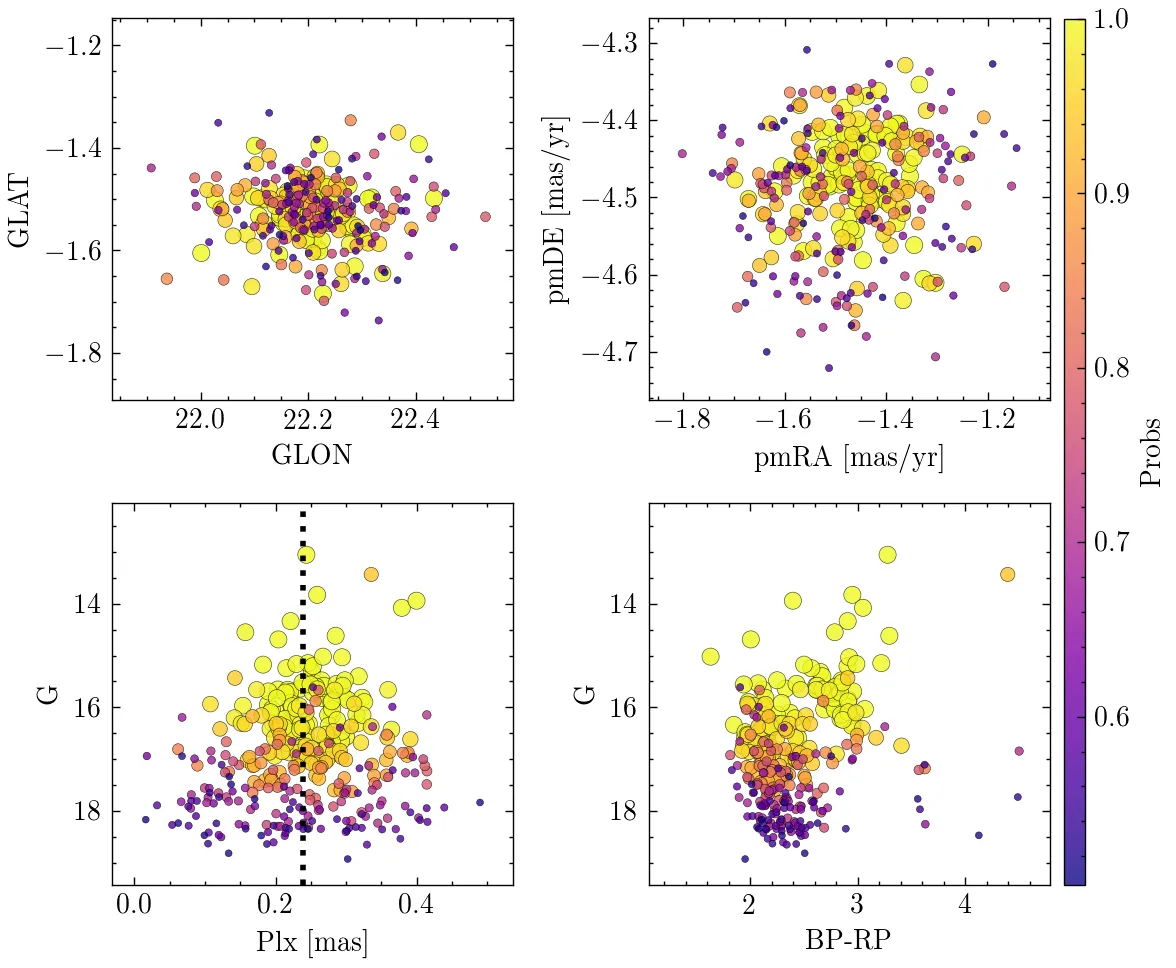 −1.2
−1.4
−1.6
−1.8
GLAT
22.0 22.2 22.4
GLON
−4.3
−4.4
−4.5
−4.6
−4.7
pmDE [mas/yr]
−1.8 −1.6 −1.4 −1.2
pmRA [mas/yr]
14
16
18
G
0.0 0.2 0.4
Plx [mas]
14
16
18
G
2 3 4
BP-RP
1.0
0.9
0.8
0.7
0.6
Probs